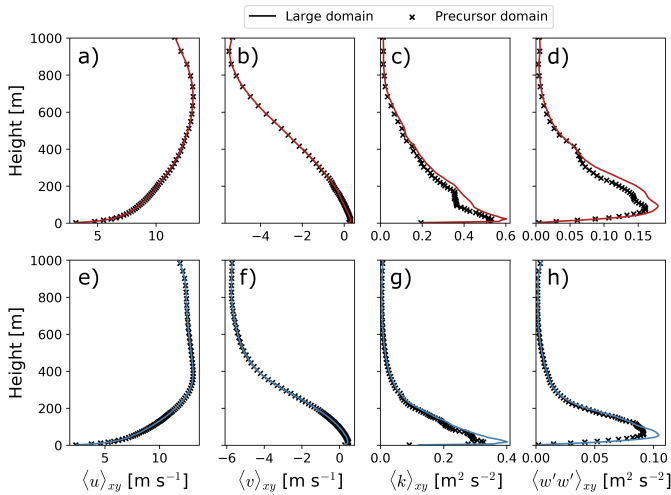 Large domain × Precursor domain
a) b) c) d)
Height [m]
1000
800
600
400
200
0
5 10
−4 −2 0
0.0 0.2 0.4 0.6
0.00 0.05 0.10 0.15
e) f) g) h)
Height [m]
1000
800
600
400
200
0
5 10
−6 −4 −2 0
0.0 0.2 0.4
0.00 0.05 0.10
⟨u⟩xy [m s⁻¹] ⟨v⟩xy [m s⁻¹] ⟨k⟩xy [m² s⁻²] ⟨w′w′⟩xy [m² s⁻²]